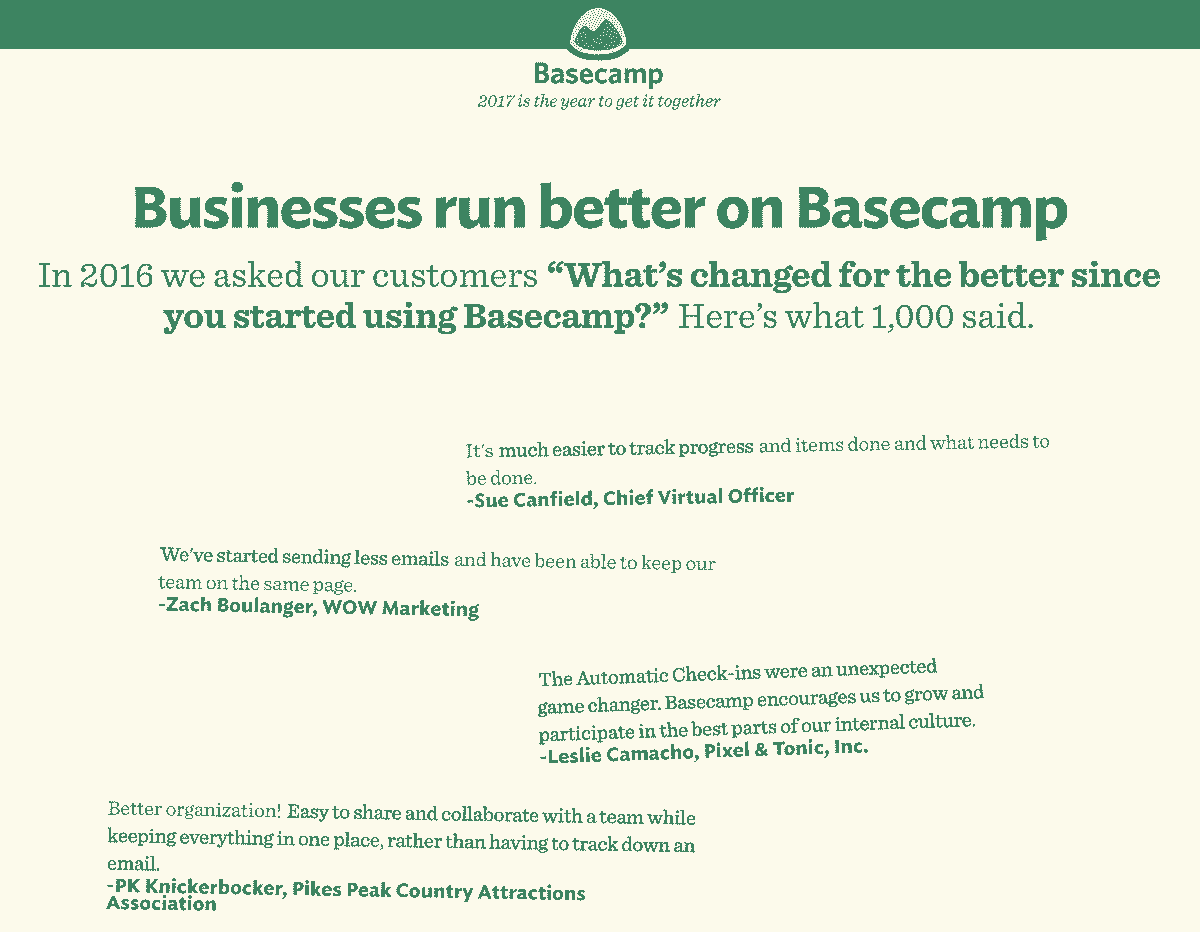 Basecamp
2017 is the year to get it together
Businesses run better on Basecamp
In 2016 we asked our customers “What’s changed for the better since
you started using Basecamp?” Here’s what 1,000 said.
It's much easier to track progress and items done and what needs to
be done.
-Sue Canfield, Chief Virtual Officer
We've started sending less emails and have been able to keep our
team on the same page.
-Zach Boulanger, WOW Marketing
The Automatic Check-ins were an unexpected
game changer. Basecamp encourages us to grow and
participate in the best parts of our internal culture.
-Leslie Camacho, Pixel & Tonic, Inc.
Better organization! Easy to share and collaborate with a team while
keeping everything in one place, rather than having to track down an
email.
-PK Knickerbocker, Pikes Peak Country Attractions
Association